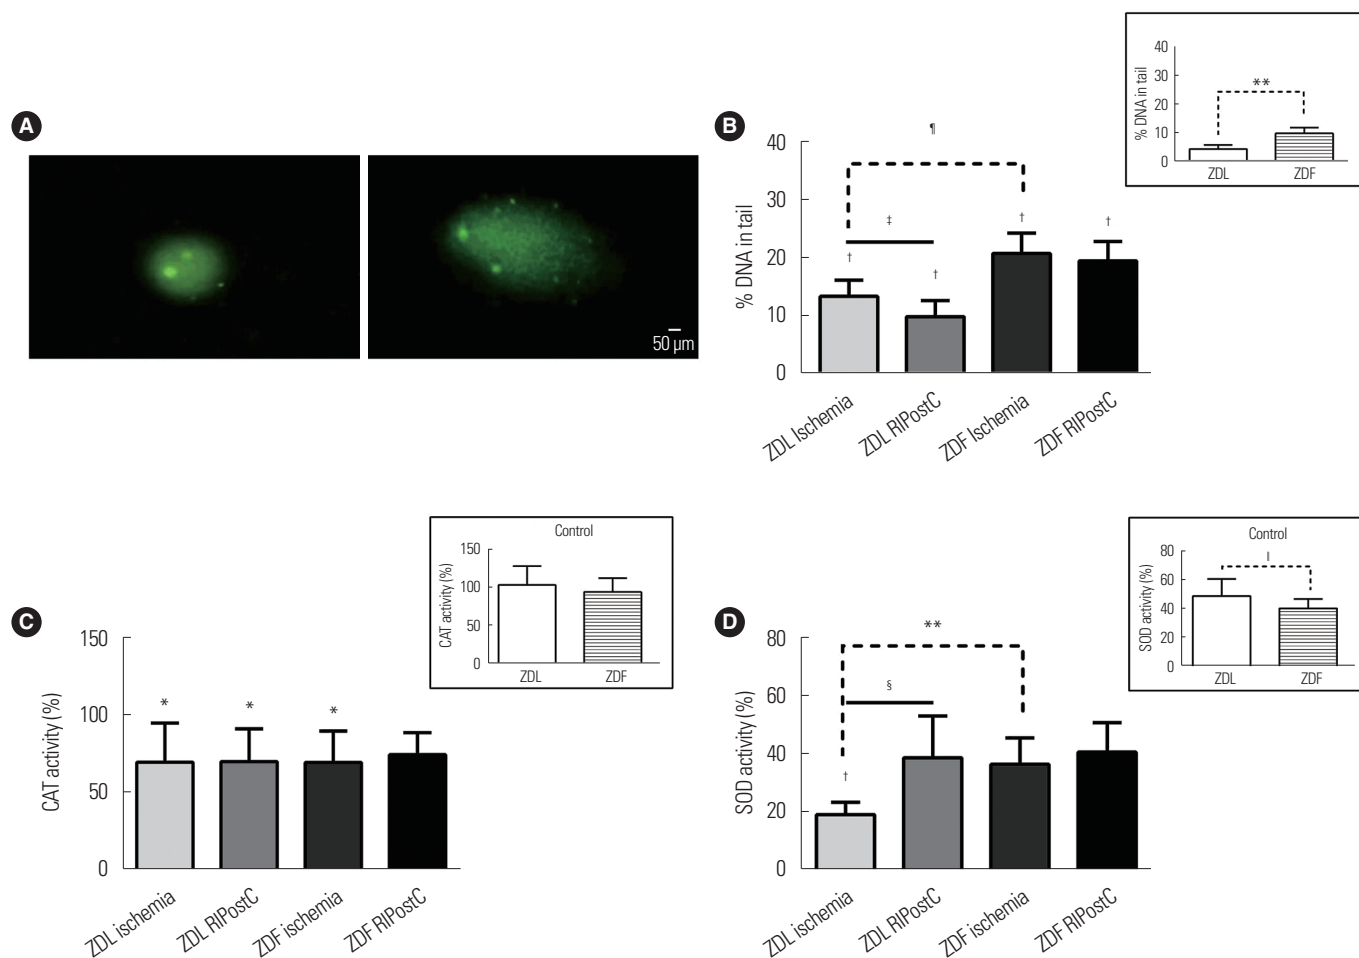 A
50 µm
B
% DNA in tail
40
30
20
10
0
¶
‡
†
†
†
†
ZDL Ischemia
ZDL RIPostC
ZDF Ischemia
ZDF RIPostC
% DNA in tail
40
30
20
10
0
**
ZDL
ZDF
C
CAT activity (%)
150
100
50
0
*
*
*
ZDL ischemia
ZDL RIPostC
ZDF ischemia
ZDF RIPostC
Control
CAT activity (%)
150
100
50
0
ZDL
ZDF
D
SOD activity (%)
80
60
40
20
0
**
§
†
ZDL ischemia
ZDL RIPostC
ZDF ischemia
ZDF RIPostC
Control
SOD activity (%)
80
60
40
20
0
ǁ
ZDL
ZDF